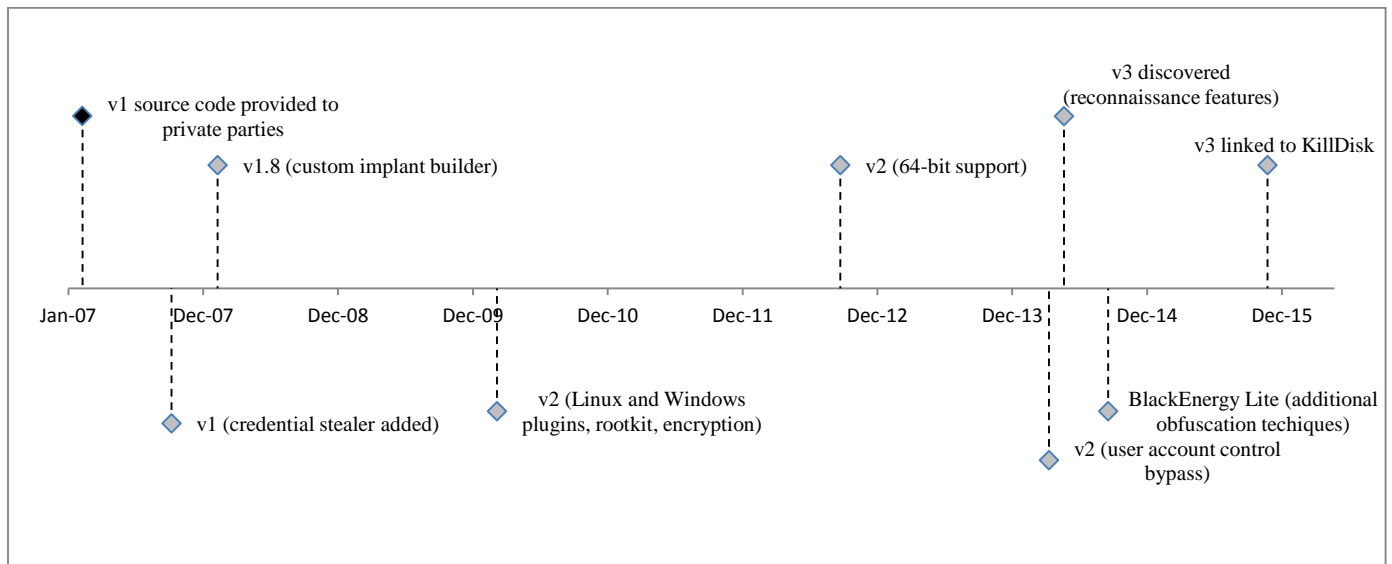 v3 discovered
(reconnaissance features)
v1 source code provided to
private parties
v3 linked to KillDisk
v1.8 (custom implant builder)
v2 (64-bit support)
Jan-07
Dec-07
Dec-08
Dec-09
Dec-10
Dec-11
Dec-12
Dec-13
Dec-14
Dec-15
v1 (credential stealer added)
v2 (Linux and Windows
plugins, rootkit, encryption)
BlackEnergy Lite (additional
obfuscation techiques)
v2 (user account control
bypass)